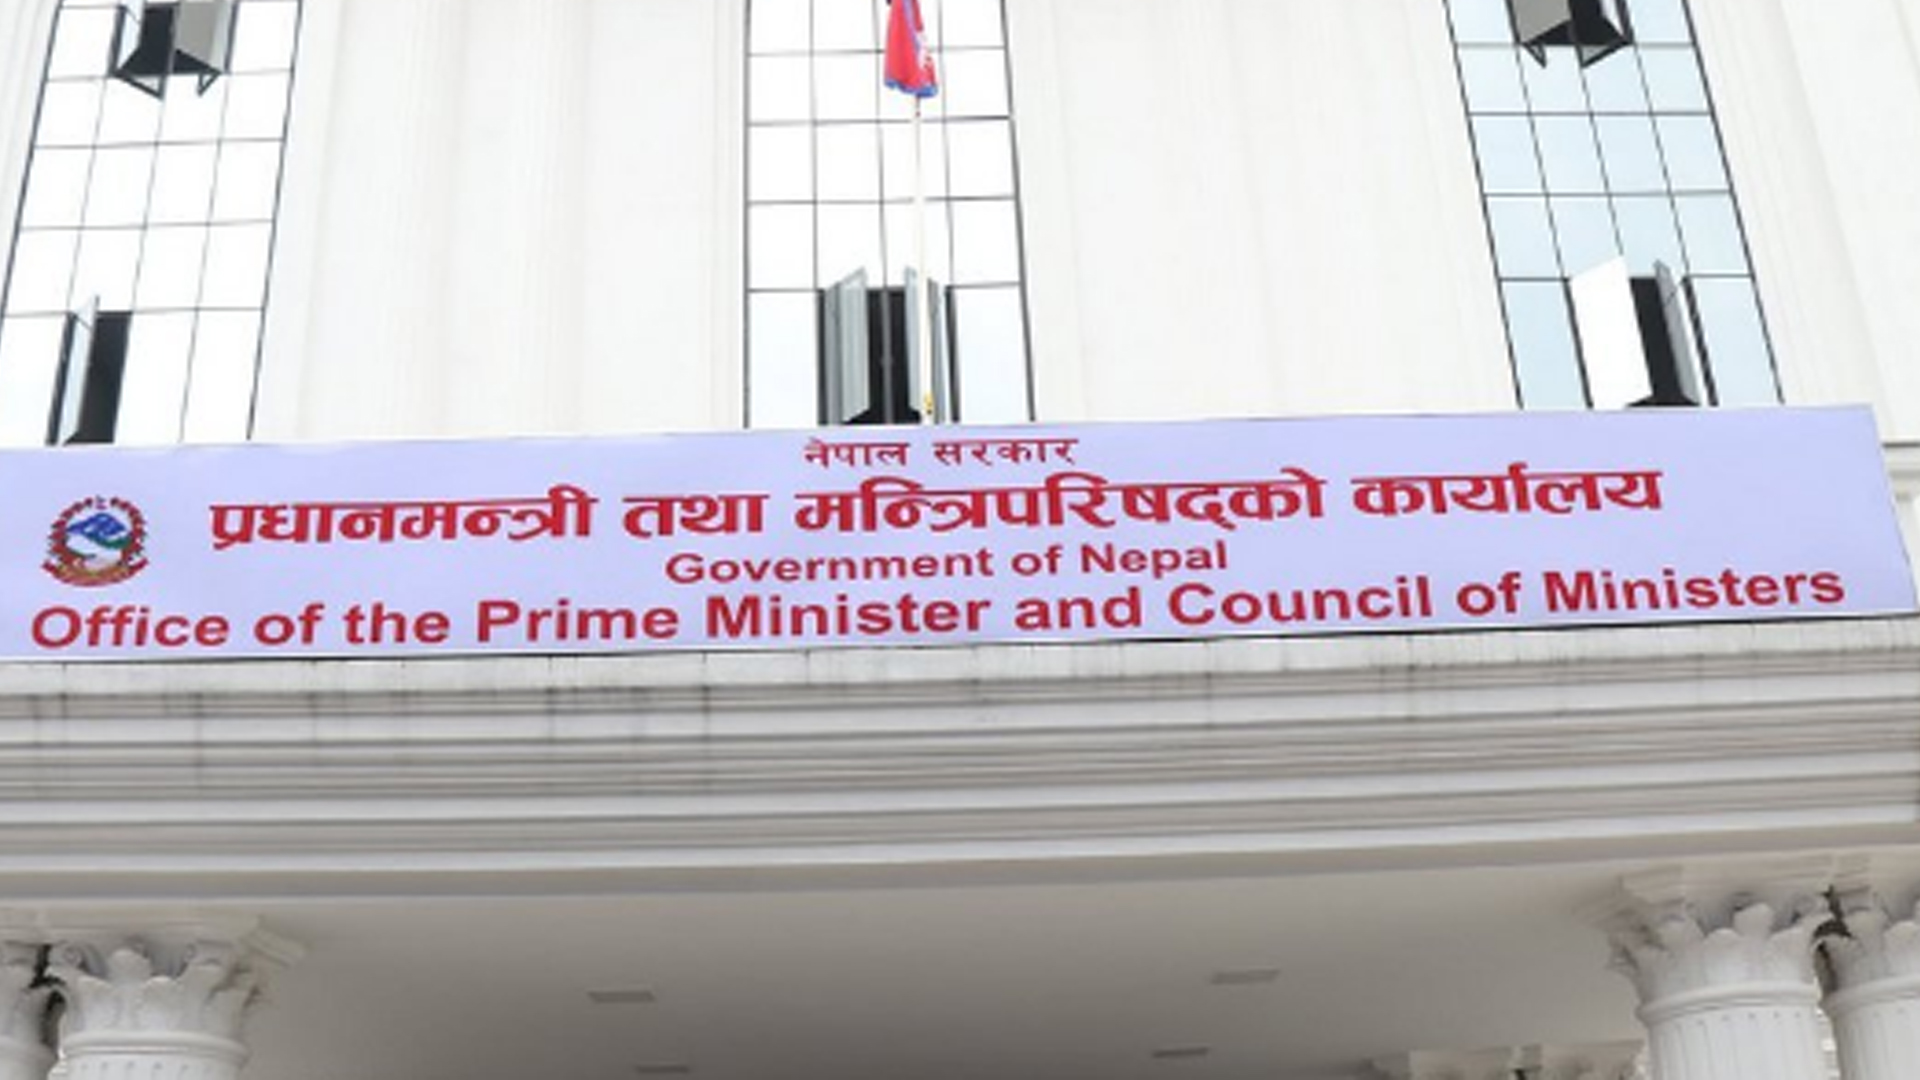 नेपाल सरकार
प्रधानमन्त्री तथा मन्त्रिपरिषद्को कार्यालय
Government of Nepal
Office of the Prime Minister and Council of Ministers